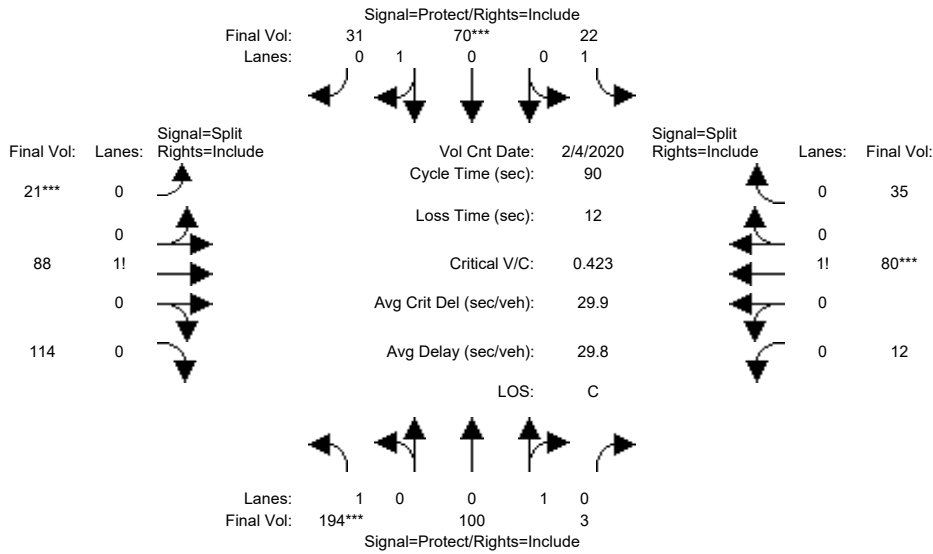 Signal=Protect/Rights=Include
Final Vol: 31 70*** 22
Lanes: 0 1 0 0 1
Signal=Split Signal=Split
Final Vol: Lanes: Rights=Include Vol Cnt Date: 2/4/2020 Rights=Include Lanes: Final Vol:
Cycle Time (sec): 90
21*** 0 0 35
Loss Time (sec): 12
0 0
88 1! Critical V/C: 0.423 1! 80***
0 Avg Crit Del (sec/veh): 29.9 0
114 0 Avg Delay (sec/veh): 29.8 0 12
LOS: C
Lanes: 1 0 0 1 0
Final Vol: 194*** 100 3
Signal=Protect/Rights=Include